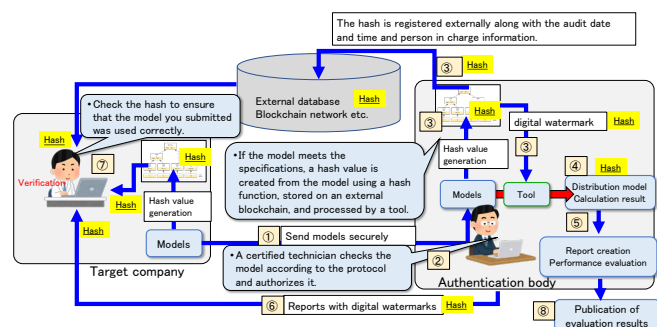 The hash is registered externally along with the audit date
and time and person in charge information.
③
Hash
External database
Blockchain network etc.
Hash
•Check the hash to ensure
that the model you submitted
was used correctly.
Hash
⑦
Verification
Hash
Hash
Hash value
generation
Models
Target company
Hash
③
Hash
digital watermark
Hash
③
Hash value
generation
•If the model meets the
specifications, a hash value is
created from the model using a hash
function, stored on an external
blockchain, and processed by a tool.
Models
Tool
④
Hash
Distribution model
Calculation result
⑤
① Send models securely
•A certified technician checks the
model according to the protocol
and authorizes it.
②
Report creation
Performance evaluation
Authentication body
Hash
⑥ Reports with digital watermarks Hash
⑧
Publication of
evaluation results